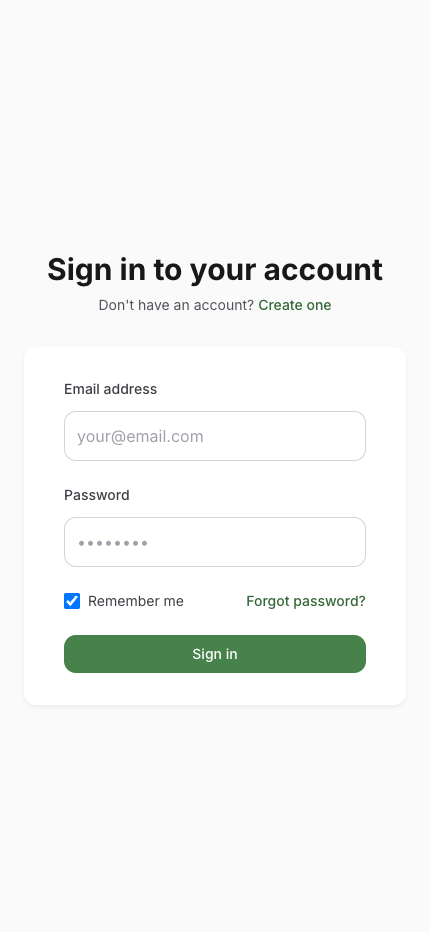 Sign in to your account
Don't have an account? Create one
Email address
your@email.com
Password
••••••••
Remember me Forgot password?
Sign in